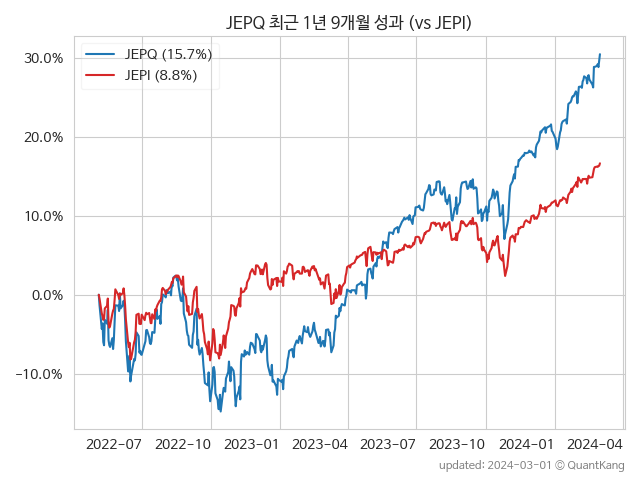 JEPQ 최근 1년 9개월 성과 (vs JEPI)
JEPQ (15.7%)
JEPI (8.8%)
30.0%
20.0%
10.0%
0.0%
−10.0%
2022−07 2022−10 2023−01 2023−04 2023−07 2023−10 2024−01 2024−04
updated: 2024-03-01 © QuantKang